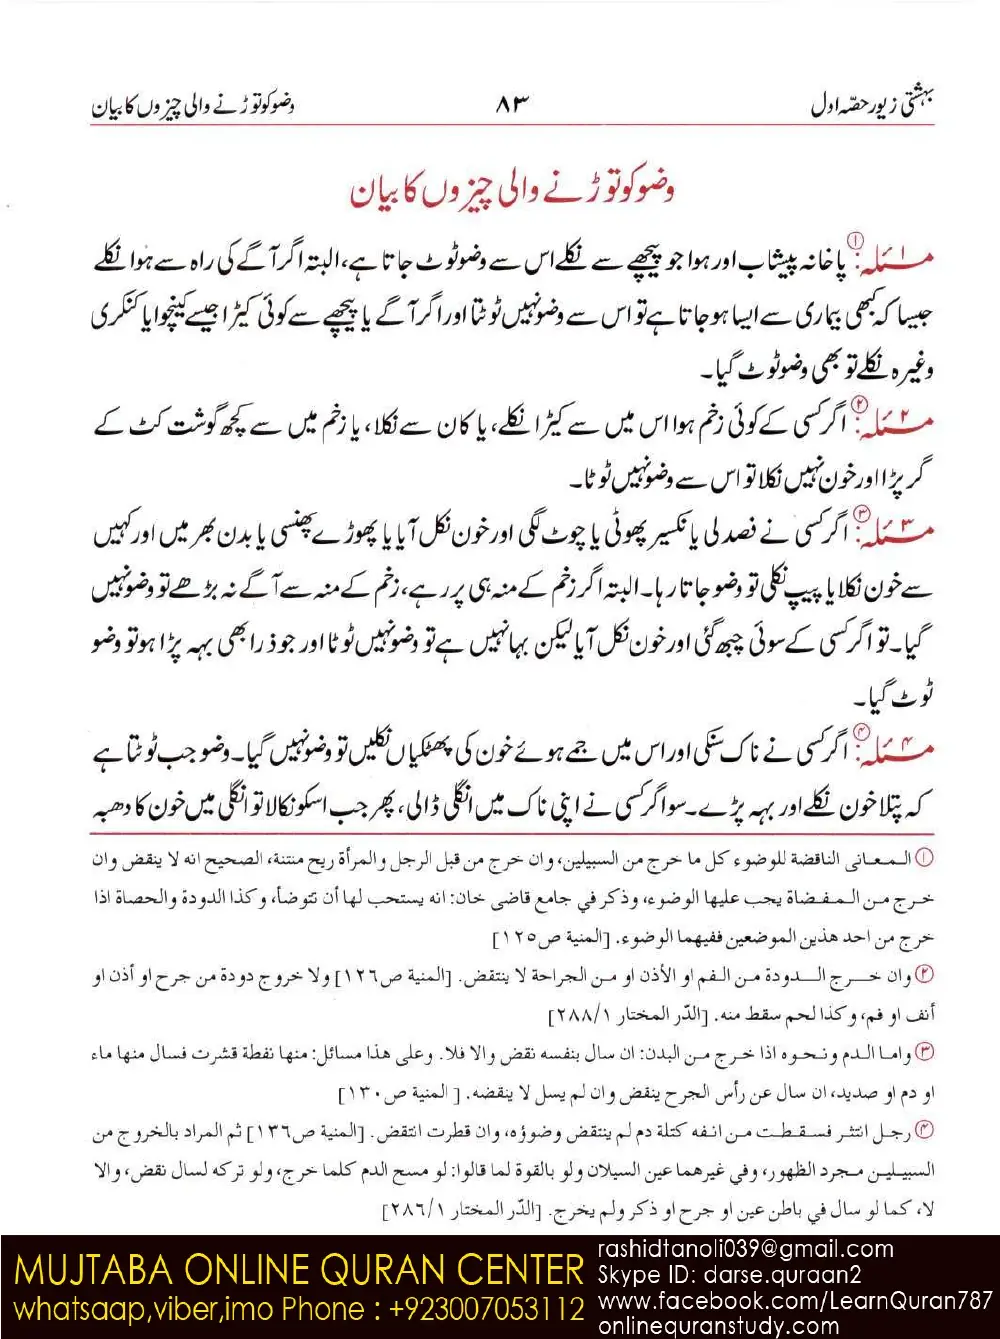 بہشتی زیور حصّہ اول
۸۳
وضو کو توڑنے والی چیزوں کا بیان
وضو کو توڑنے والی چیزوں کا بیان
مسئلہ ۱: ① پاخانہ پیشاب اور ہوا جو پیچھے سے نکلے اس سے وضو ٹوٹ جاتا ہے، البتہ اگر آگے کی راہ سے ہوا نکلے
جیسا کہ کبھی بیماری سے ایسا ہو جاتا ہے تو اس سے وضو نہیں ٹوٹتا اور اگر آگے یا پیچھے سے کوئی کیڑا جیسے کینچوا یا کنکری
وغیرہ نکلے تو بھی وضو ٹوٹ گیا۔
مسئلہ ۲: ② اگر کسی کے کوئی زخم ہوا اس میں سے کیڑا نکلے، یا کان سے نکلا، یا زخم میں سے کچھ گوشت کٹ کے
گر پڑا اور خون نہیں نکلا تو اس سے وضو نہیں ٹوٹا۔
مسئلہ ۳: ③ اگر کسی نے فصد لی یا نکسیر پھوٹی یا چوٹ لگی اور خون نکل آیا یا پھوڑے پھنسی یا بدن بھر میں اور کہیں
سے خون نکلا یا پیپ نکلی تو وضو جاتا رہا۔ البتہ اگر زخم کے منہ ہی پر رہے، زخم کے منہ سے آگے نہ بڑھے تو وضو نہیں
گیا۔ تو اگر کسی کے سوئی چبھ گئی اور خون نکل آیا لیکن بہا نہیں ہے تو وضو نہیں ٹوٹا اور جو ذرا بھی بہہ پڑا ہو تو وضو
ٹوٹ گیا۔
مسئلہ ۴: ④ اگر کسی نے ناک سنکی اور اس میں جمے ہوئے خون کی پھٹکیاں نکلیں تو وضو نہیں گیا۔ وضو جب ٹوٹتا ہے
کہ پتلا خون نکلے اور بہہ پڑے۔ سو اگر کسی نے اپنی ناک میں انگلی ڈالی، پھر جب اسکو نکالا تو انگلی میں خون کا دھبہ
① المعانى الناقضة للوضوء كل ما خرج من السبيلين، وان خرج من قبل الرجل والمرأة ريح منتنة، الصحيح انه لا ينقض وان
خرج من المفضاة يجب عليها الوضوء، وذكر في جامع قاضى خان: انه يستحب لها أن تتوضأ، وكذا الدودة والحصاة اذا
خرج من احد هذين الموضعين ففيهما الوضوء. [المنية ص۱۲۵]
② وان خرج الدودة من الفم او الأذن او من الجراحة لا ينتقض. [المنية ص۱۲۶] ولا خروج دودة من جرح او أذن او
أنف او فم، وكذا لحم سقط منه. [الدّر المختار ۱/۲۸۸]
③ واما الدم ونحوه اذا خرج من البدن: ان سال بنفسه نقض والا فلا. وعلى هذا مسائل: منها نفطة قشرت فسال منها ماء
او دم او صديد، ان سال عن رأس الجرح ينقض وان لم يسل لا ينقضه. [ المنية ص۱۳۰]
④ رجل انتثر فسقطت من انفه كتلة دم لم ينتقض وضوؤه، وان قطرت انتقض. [المنية ص۱۳۶] ثم المراد بالخروج من
السبيلين مجرد الظهور، وفي غيرهما عين السيلان ولو بالقوة لما قالوا: لو مسح الدم كلما خرج، ولو تركه لسال نقض، والا
لا، كما لو سال في باطن عين او جرح او ذكر ولم يخرج. [الدّر المختار ۱/۲۸۶]
MUJTABA ONLINE QURAN CENTER
whatsaap,viber,imo Phone : +923007053112
rashidtanoli039@gmail.com
Skype ID: darse.quraan2
www.facebook.com/LearnQuran787
onlinequranstudy.com